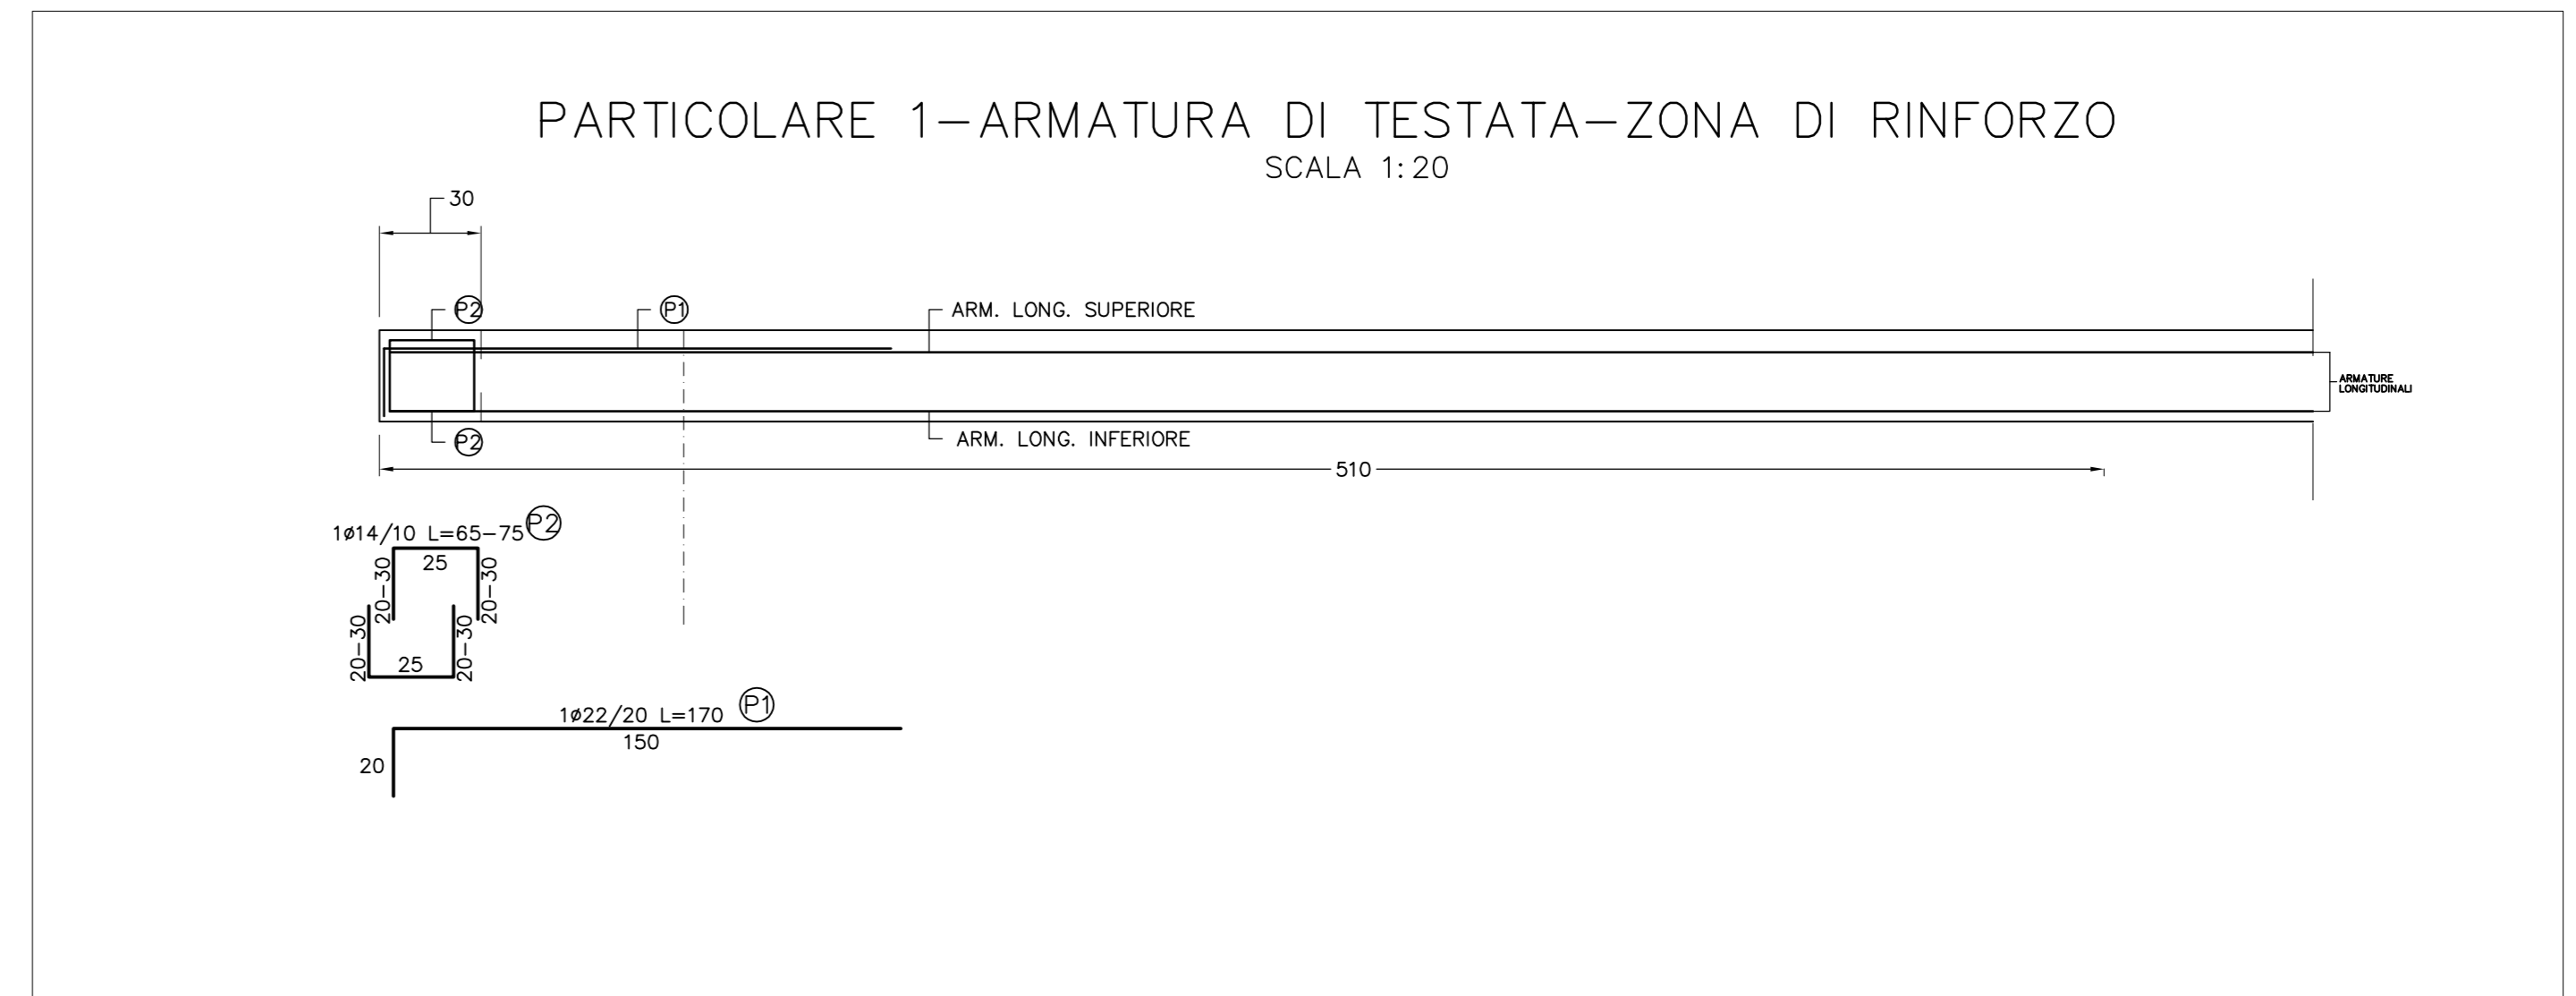 PARTICOLARE 1-ARMATURA DI TESTATA-ZONA DI RINFORZO
SCALA 1:20
30
P2
P1
ARM. LONG. SUPERIORE
ARMATURE
LONGITUDINALI
P2
ARM. LONG. INFERIORE
510
1ø14/10 L=65-75 P2
25
20-30
20-30
20-30
20-30
25
1ø22/20 L=170 P1
150
20